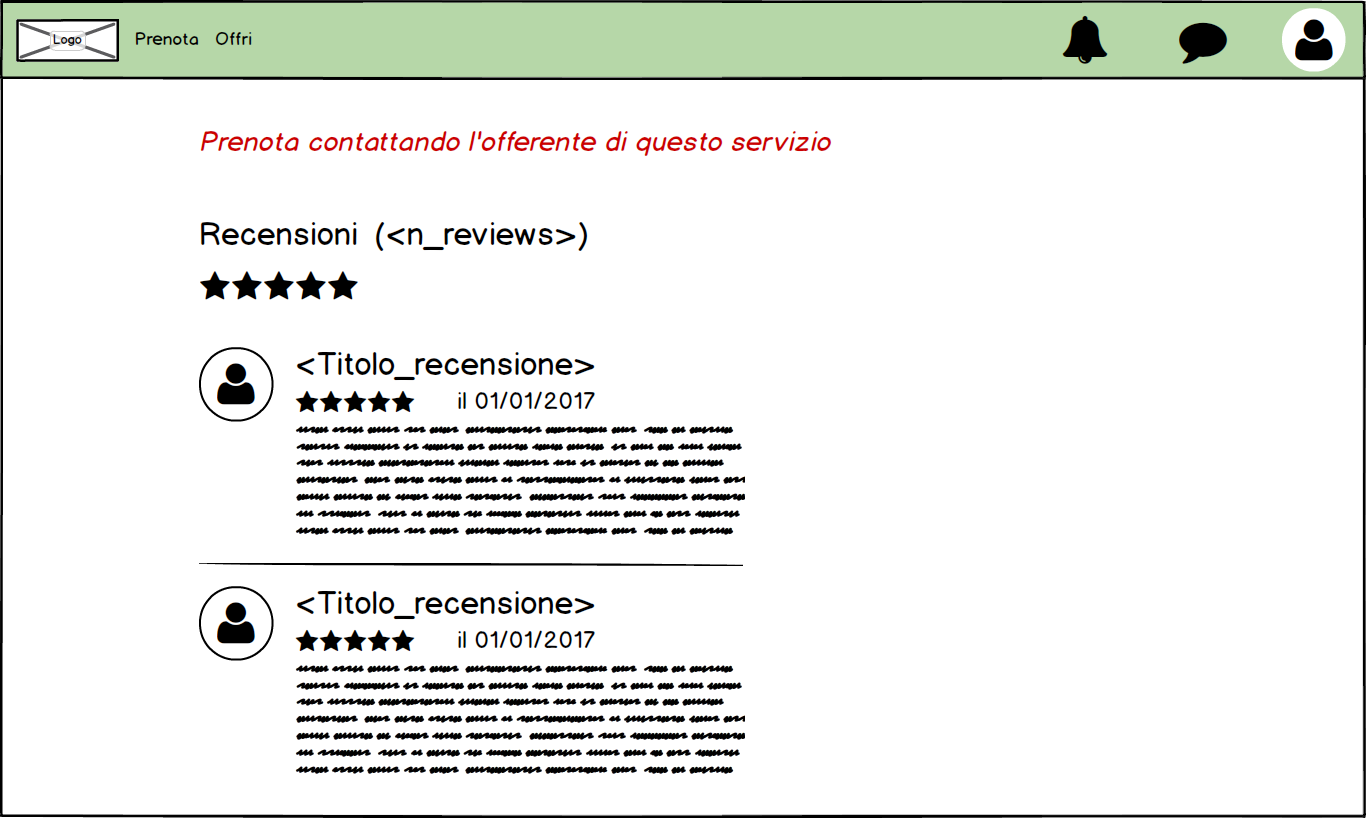 Logo
Prenota Offri
Prenota contattando l'offerente di questo servizio
Recensioni (<n_reviews>)
<Titolo_recensione>
il 01/01/2017
<Titolo_recensione>
il 01/01/2017